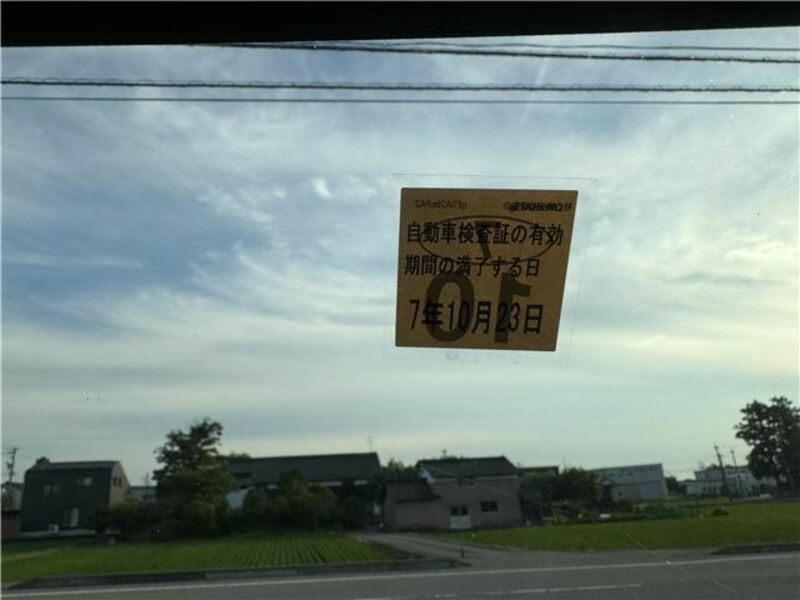 自動車検査証の有効
期間の満了する日
7年10月23日